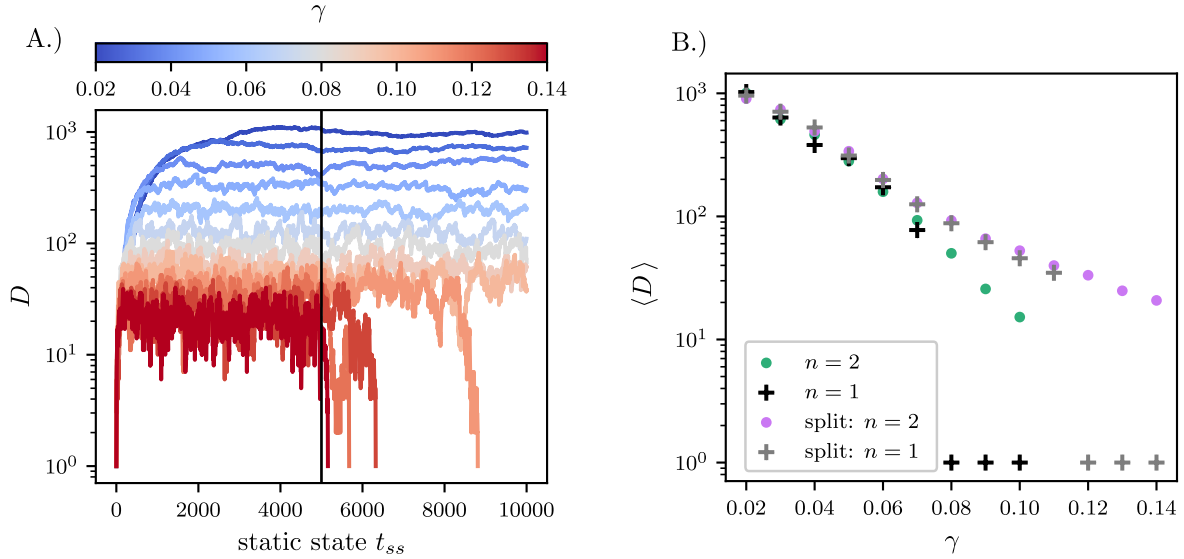 A.)
γ
0.02 0.04 0.06 0.08 0.10 0.12 0.14
10³
10²
10¹
10⁰
D
0 2000 4000 6000 8000 10000
static state tₛₛ
B.)
10³
10²
10¹
10⁰
⟨D⟩
n = 2
n = 1
split: n = 2
split: n = 1
0.02 0.04 0.06 0.08 0.10 0.12 0.14
γ